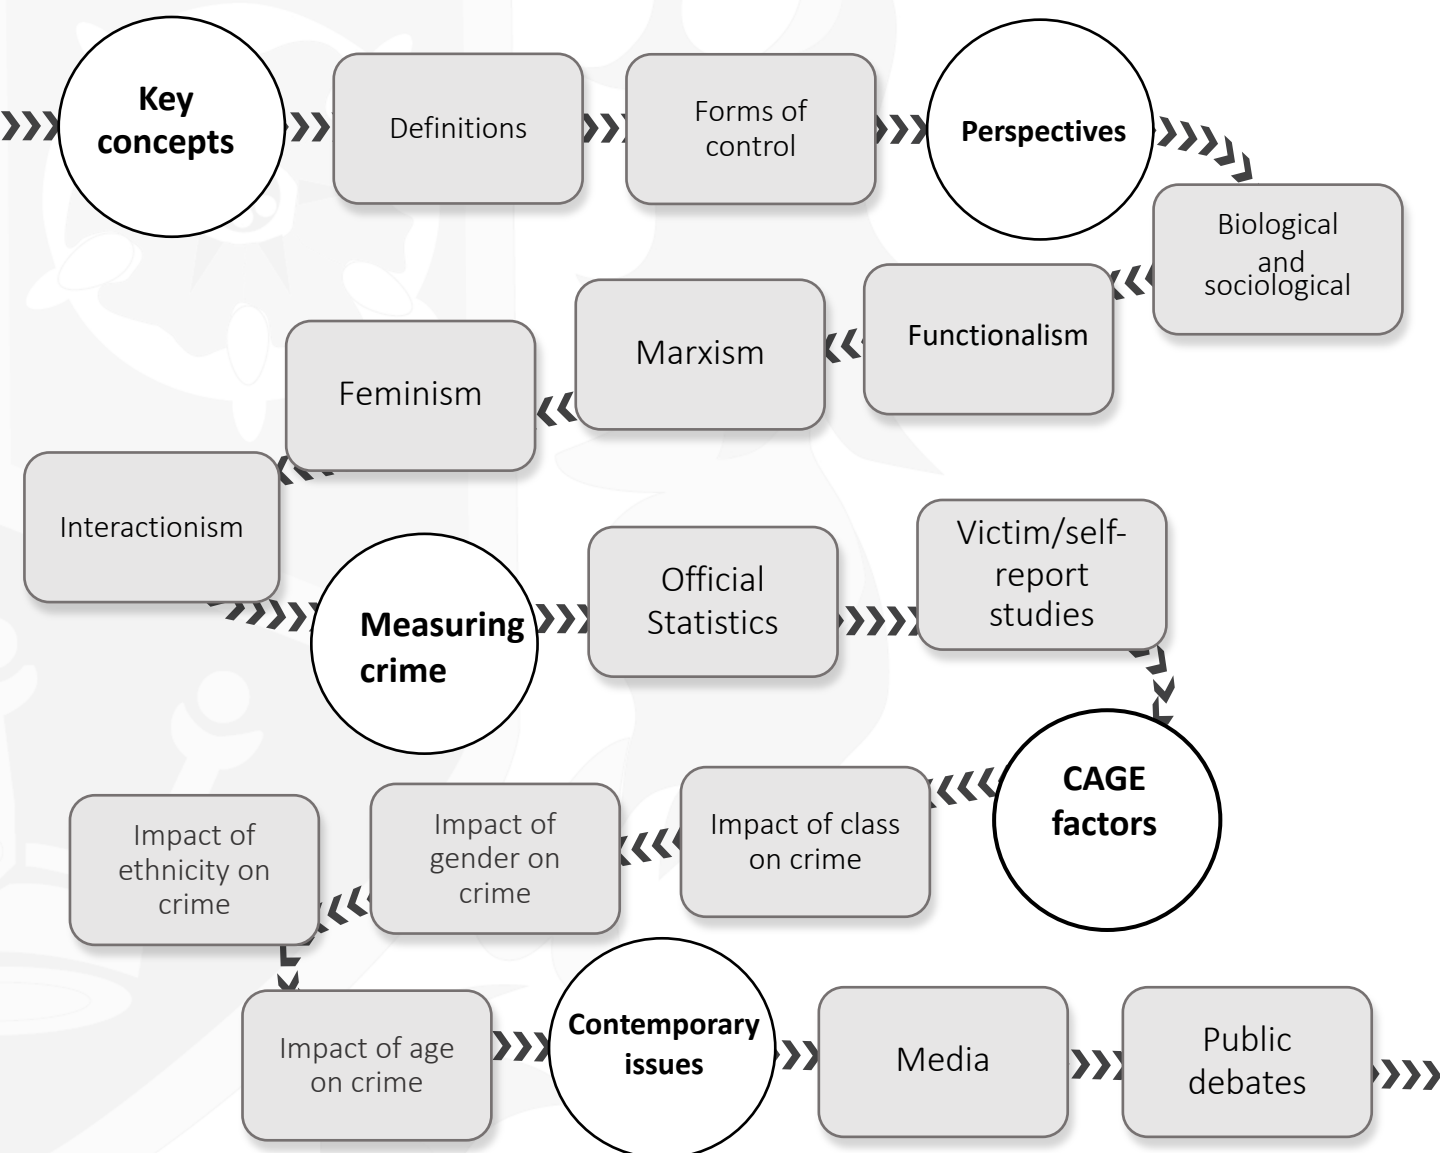 Key
concepts
Definitions
Forms of
control
Perspectives
Biological
and
sociological
Functionalism
Marxism
Feminism
Interactionism
Measuring
crime
Official
Statistics
Victim/self-
report
studies
CAGE
factors
Impact of class
on crime
Impact of
gender on
crime
Impact of
ethnicity on
crime
Impact of age
on crime
Contemporary
issues
Media
Public
debates